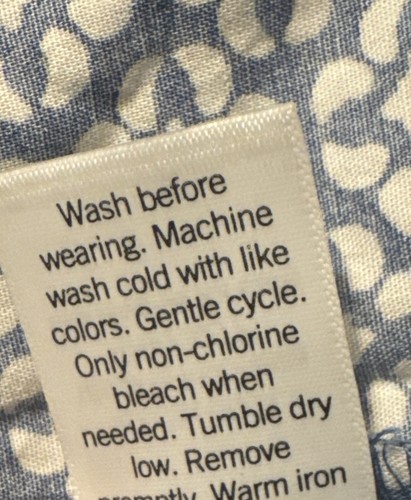 Wash before
wearing. Machine
wash cold with like
colors. Gentle cycle.
Only non-chlorine
bleach when
needed. Tumble dry
low. Remove
promptly. Warm iron